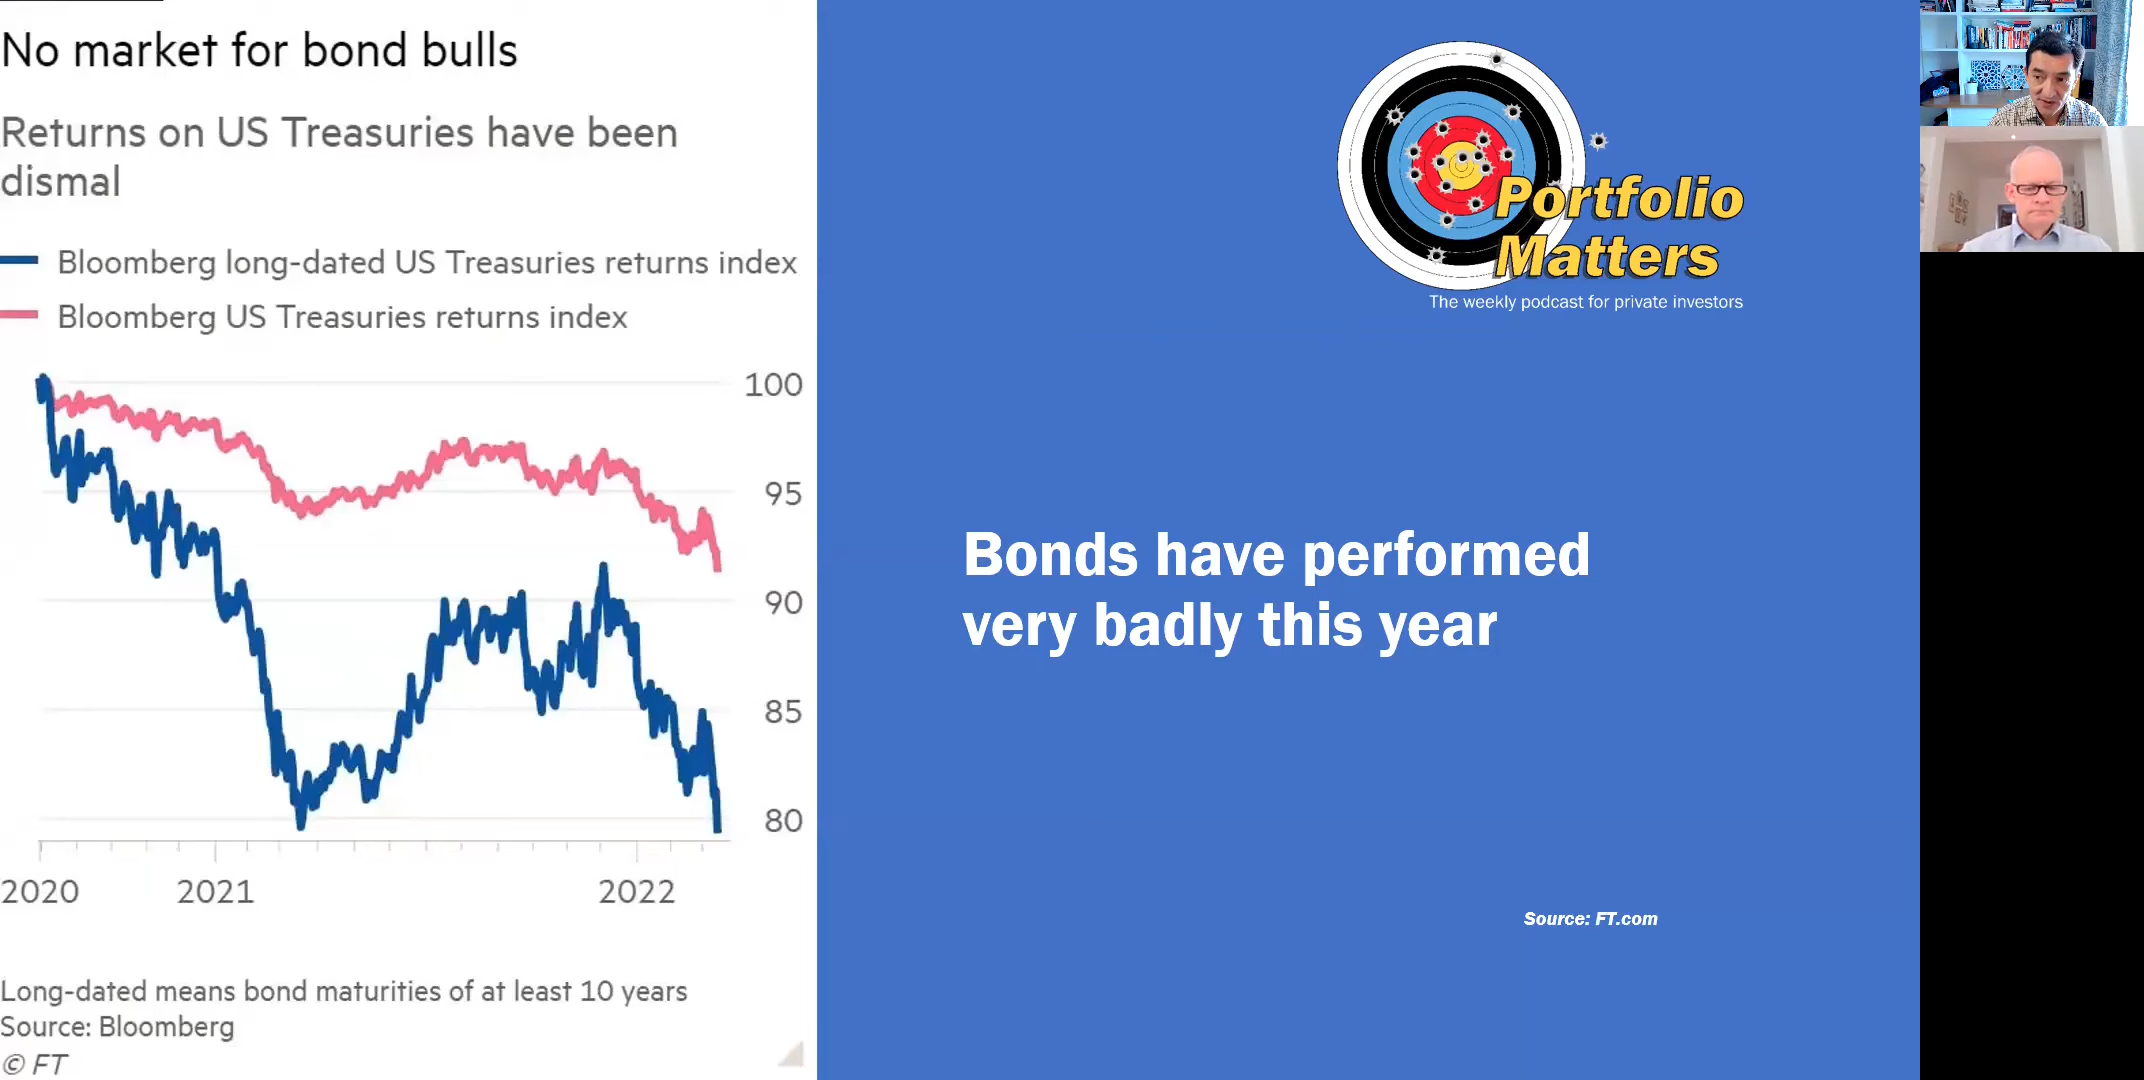 No market for bond bulls
Returns on US Treasuries have been
dismal
Bloomberg long-dated US Treasuries returns index
Bloomberg US Treasuries returns index
100
95
90
85
80
2020 2021 2022
Long-dated means bond maturities of at least 10 years
Source: Bloomberg
© FT
Portfolio
Matters
The weekly podcast for private investors
Bonds have performed
very badly this year
Source: FT.com